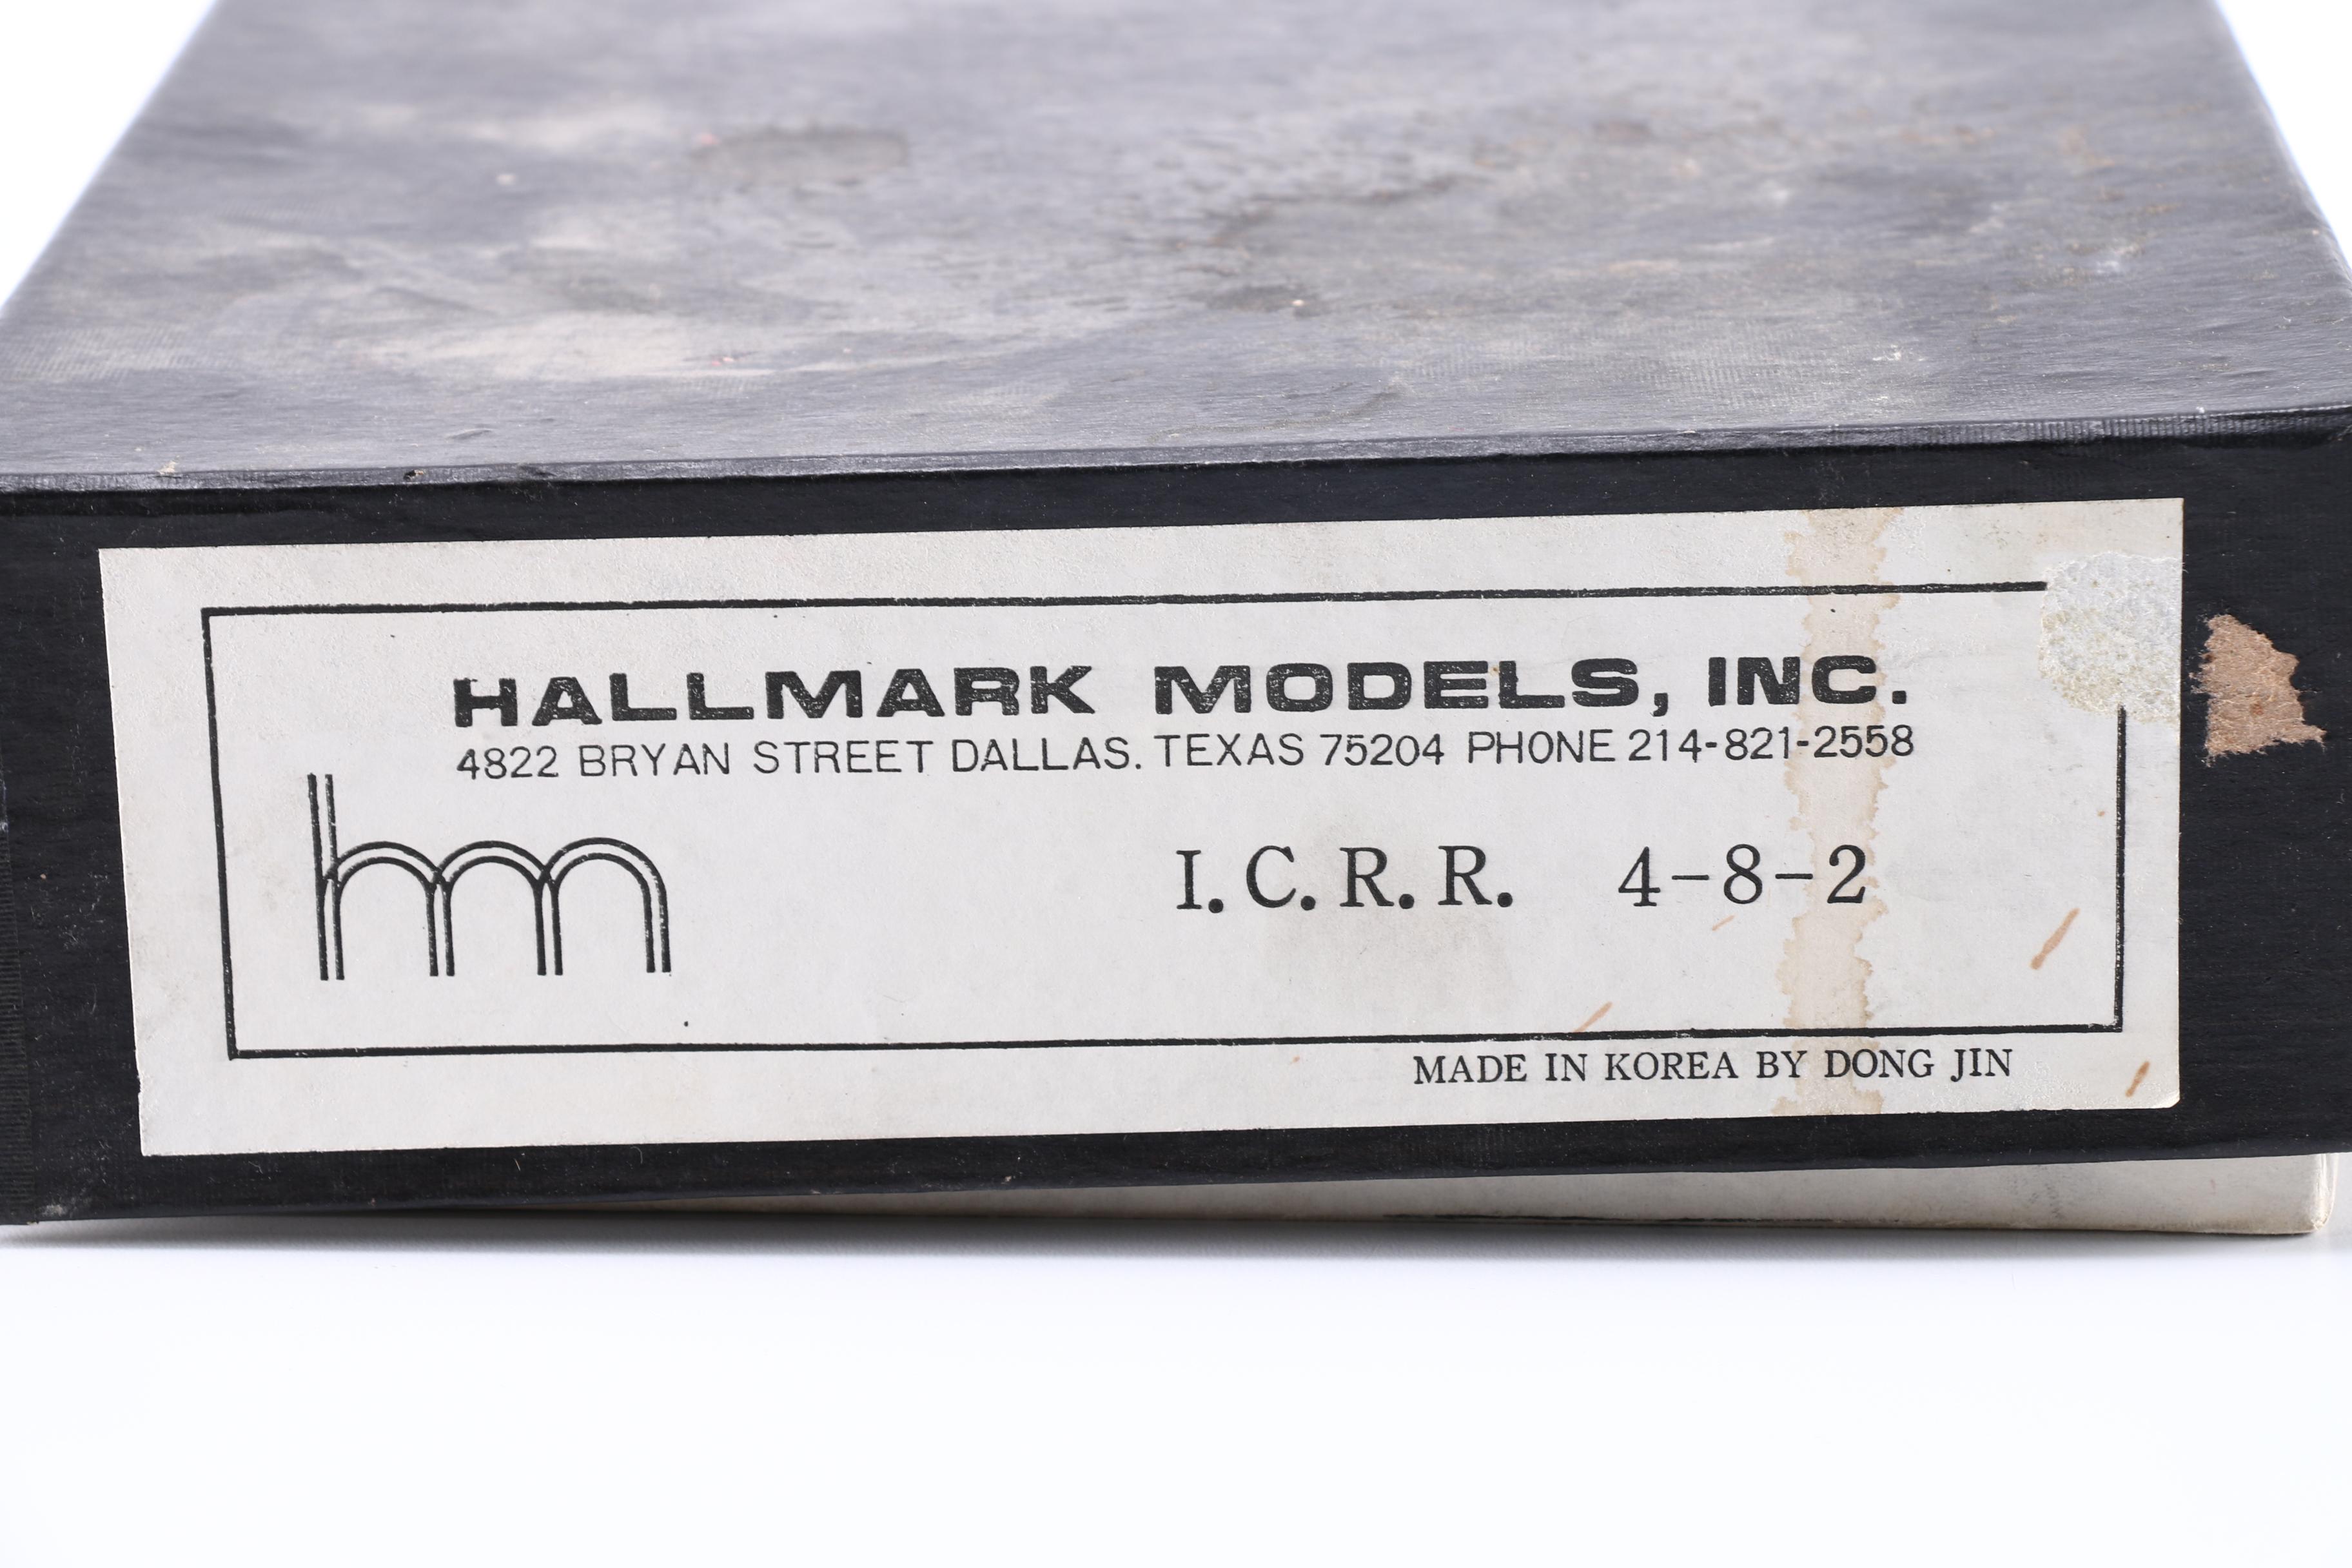 HALLMARK MODELS, INC.
4822 BRYAN STREET DALLAS. TEXAS 75204 PHONE 214-821-2558
hm
I. C. R. R. 4-8-2
MADE IN KOREA BY DONG JIN